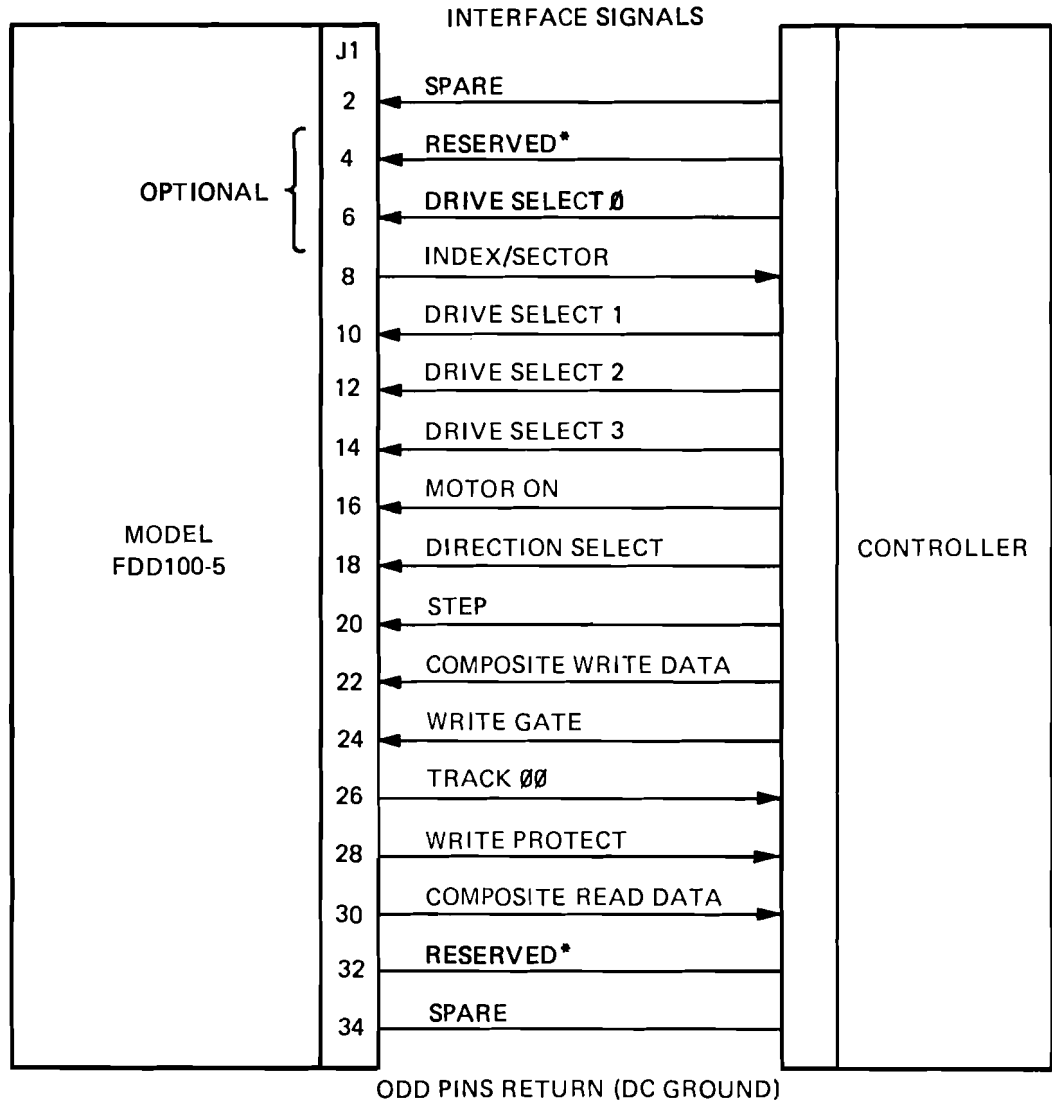 INTERFACE SIGNALS
J1
2 SPARE
4 RESERVED*
OPTIONAL
6 DRIVE SELECT Ø
8 INDEX/SECTOR
10 DRIVE SELECT 1
12 DRIVE SELECT 2
14 DRIVE SELECT 3
16 MOTOR ON
MODEL
FDD100-5
18 DIRECTION SELECT
CONTROLLER
20 STEP
22 COMPOSITE WRITE DATA
24 WRITE GATE
26 TRACK ØØ
28 WRITE PROTECT
30 COMPOSITE READ DATA
32 RESERVED*
34 SPARE
ODD PINS RETURN (DC GROUND)